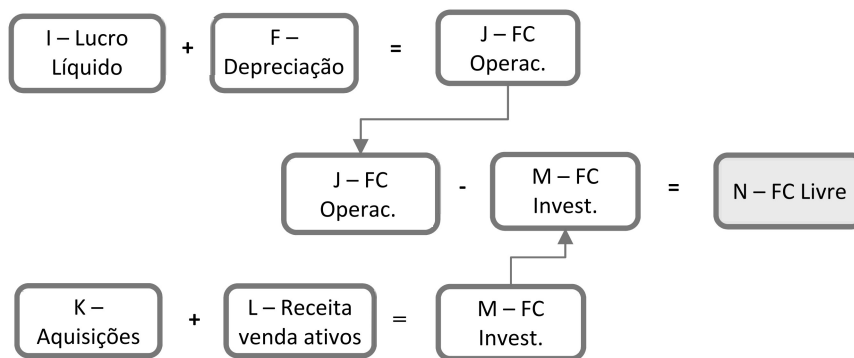 I – Lucro
Líquido
+
F –
Depreciação
=
J – FC
Operac.
J – FC
Operac.
-
M – FC
Invest.
=
N – FC Livre
K –
Aquisições
+
L – Receita
venda ativos
=
M – FC
Invest.